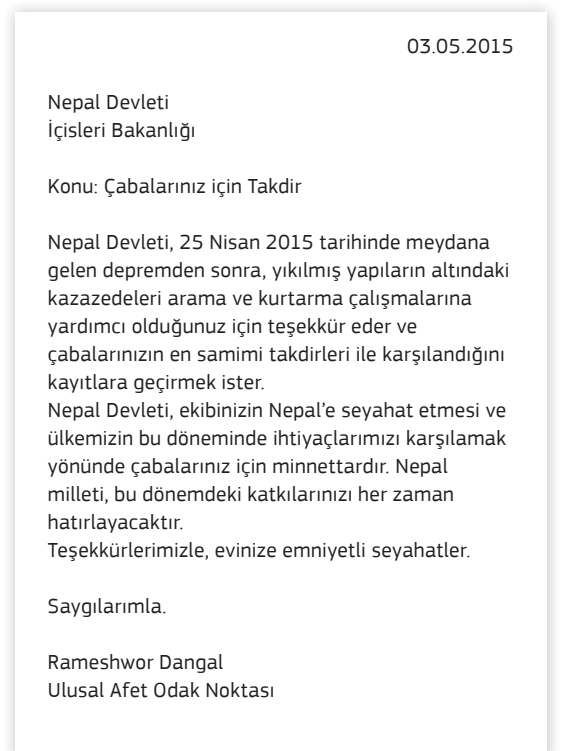 03.05.2015
Nepal Devleti
İçisleri Bakanlığı
Konu: Çabalarınız için Takdir
Nepal Devleti, 25 Nisan 2015 tarihinde meydana
gelen depremden sonra, yıkılmış yapıların altındaki
kazazedeleri arama ve kurtarma çalışmalarına
yardımcı olduğunuz için teşekkür eder ve
çabalarınızın en samimi takdirleri ile karşılandığını
kayıtlara geçirmek ister.
Nepal Devleti, ekibinizin Nepal’e seyahat etmesi ve
ülkemizin bu döneminde ihtiyaçlarımızı karşılamak
yönünde çabalarınız için minnettardır. Nepal
milleti, bu dönemdeki katkılarınızı her zaman
hatırlayacaktır.
Teşekkürlerimizle, evinize emniyetli seyahatler.
Saygılarımla.
Rameshwor Dangal
Ulusal Afet Odak Noktası